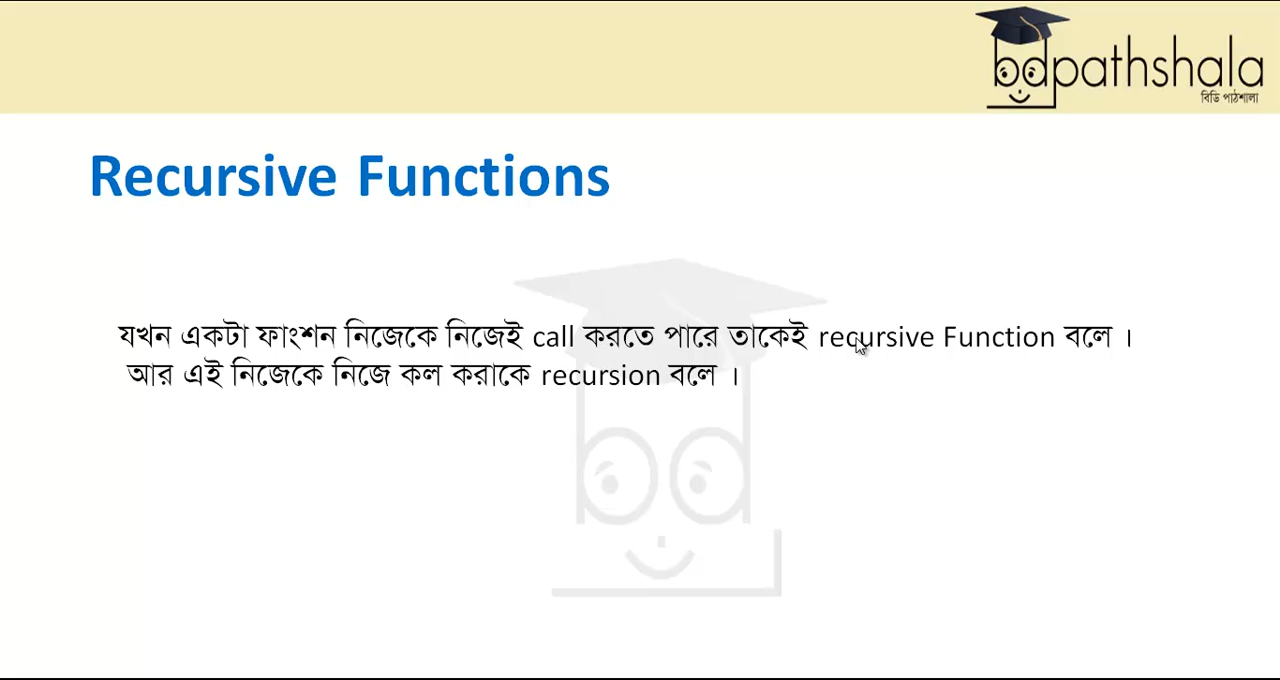 bdpathshala
বিডি পাঠশালা
Recursive Functions
যখন একটা ফাংশন নিজেকে নিজেই call করতে পারে তাকেই recursive Function বলে ।
আর এই নিজেকে নিজে কল করাকে recursion বলে ।